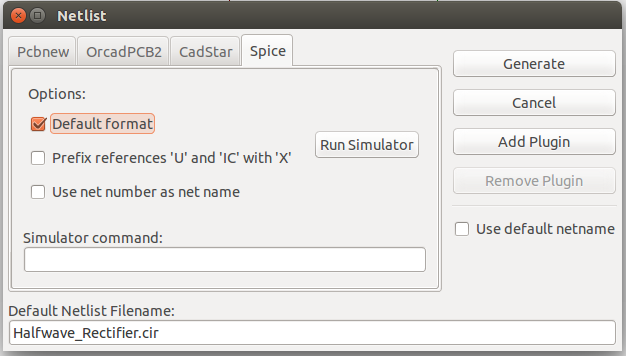 Netlist
Pcbnew OrcadPCB2 CadStar Spice
Options:
Default format
Prefix references 'U' and 'IC' with 'X'
Use net number as net name
Run Simulator
Simulator command:
Generate
Cancel
Add Plugin
Remove Plugin
Use default netname
Default Netlist Filename:
Halfwave_Rectifier.cir